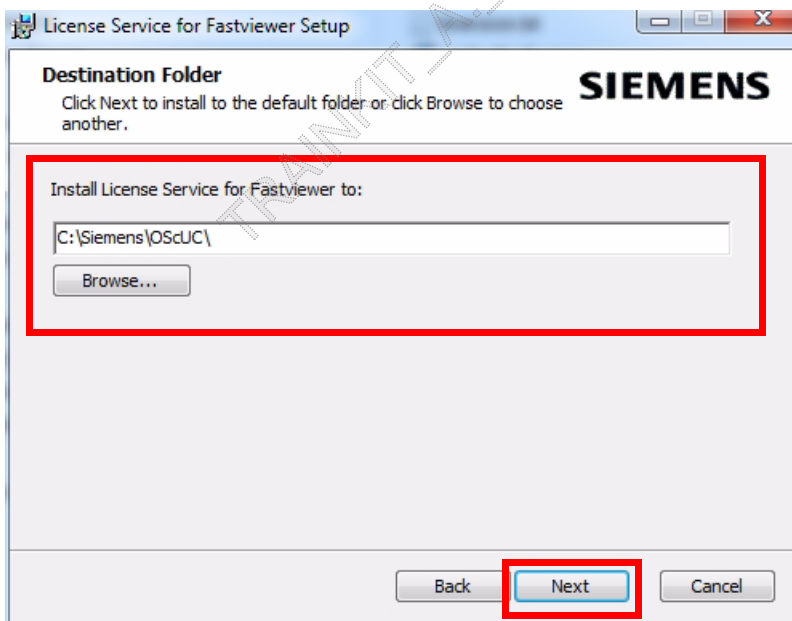 License Service for Fastviewer Setup
Destination Folder
SIEMENS
Click Next to install to the default folder or click Browse to choose
another.
TRAINKIT_A.
Install License Service for Fastviewer to:
C:\Siemens\OScUC\
Browse...
Back
Next
Cancel